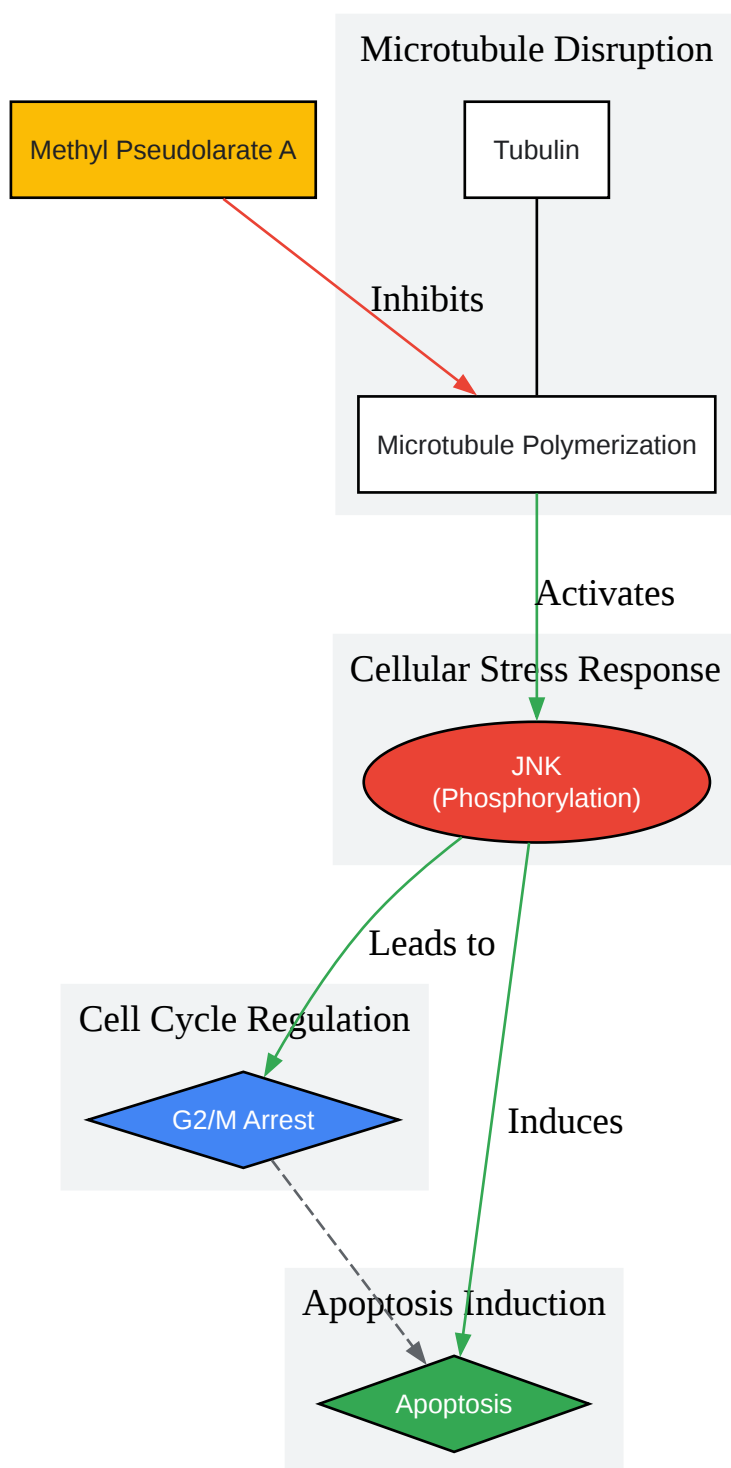 Microtubule Disruption
Methyl Pseudolarate A
Tubulin
Inhibits
Microtubule Polymerization
Activates
Cellular Stress Response
JNK
(Phosphorylation)
Leads to
Cell Cycle Regulation
G2/M Arrest
Induces
Apoptosis Induction
Apoptosis